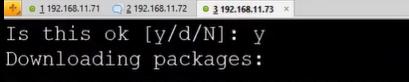 1 192.168.11.71 2 192.168.11.72 3 192.168.11.73 ×
Is this ok [y/d/N]: y
Downloading packages: